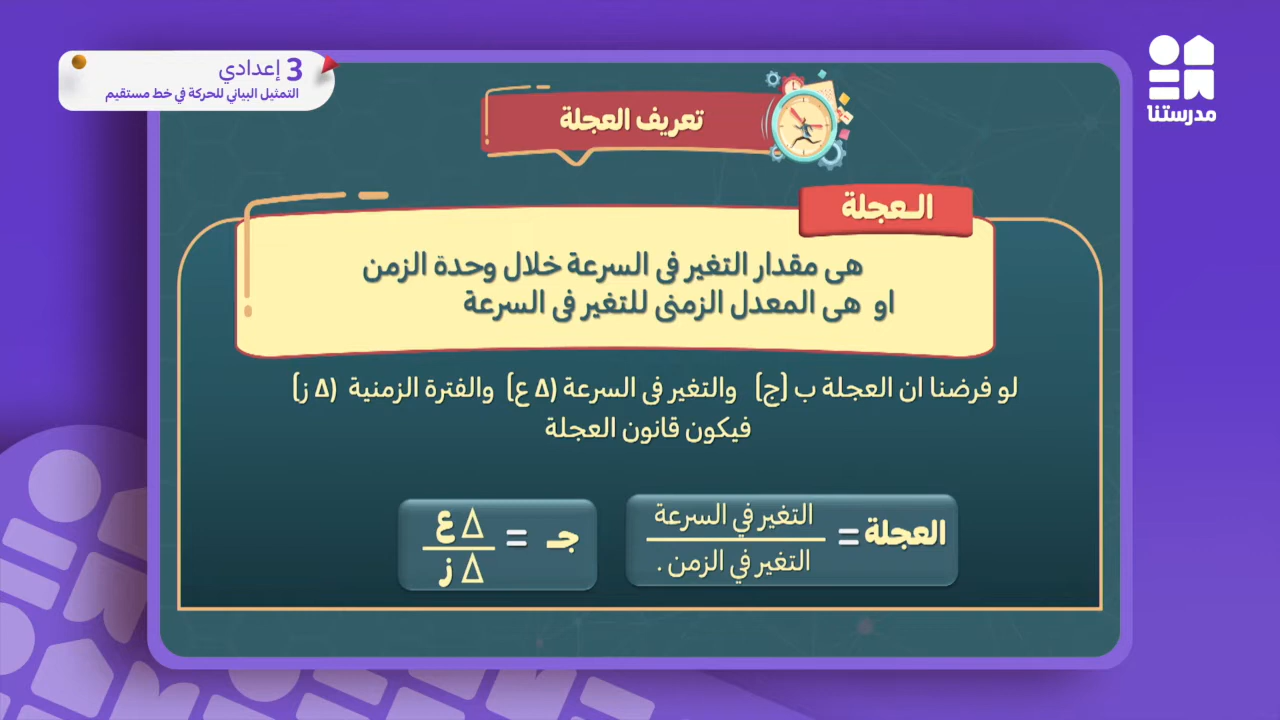 3 إعدادي
التمثيل البياني للحركة في خط مستقيم
مدرستنا
تعريف العجلة
العجلة
هى مقدار التغير فى السرعة خلال وحدة الزمن
او هى المعدل الزمنى للتغير فى السرعة
لو فرضنا ان العجلة ب (ج) والتغير فى السرعة (Δ ع) والفترة الزمنية (Δ ز)
فيكون قانون العجلة
العجلة = التغير في السرعة
التغير في الزمن .
جـ = Δ ع
Δ ز